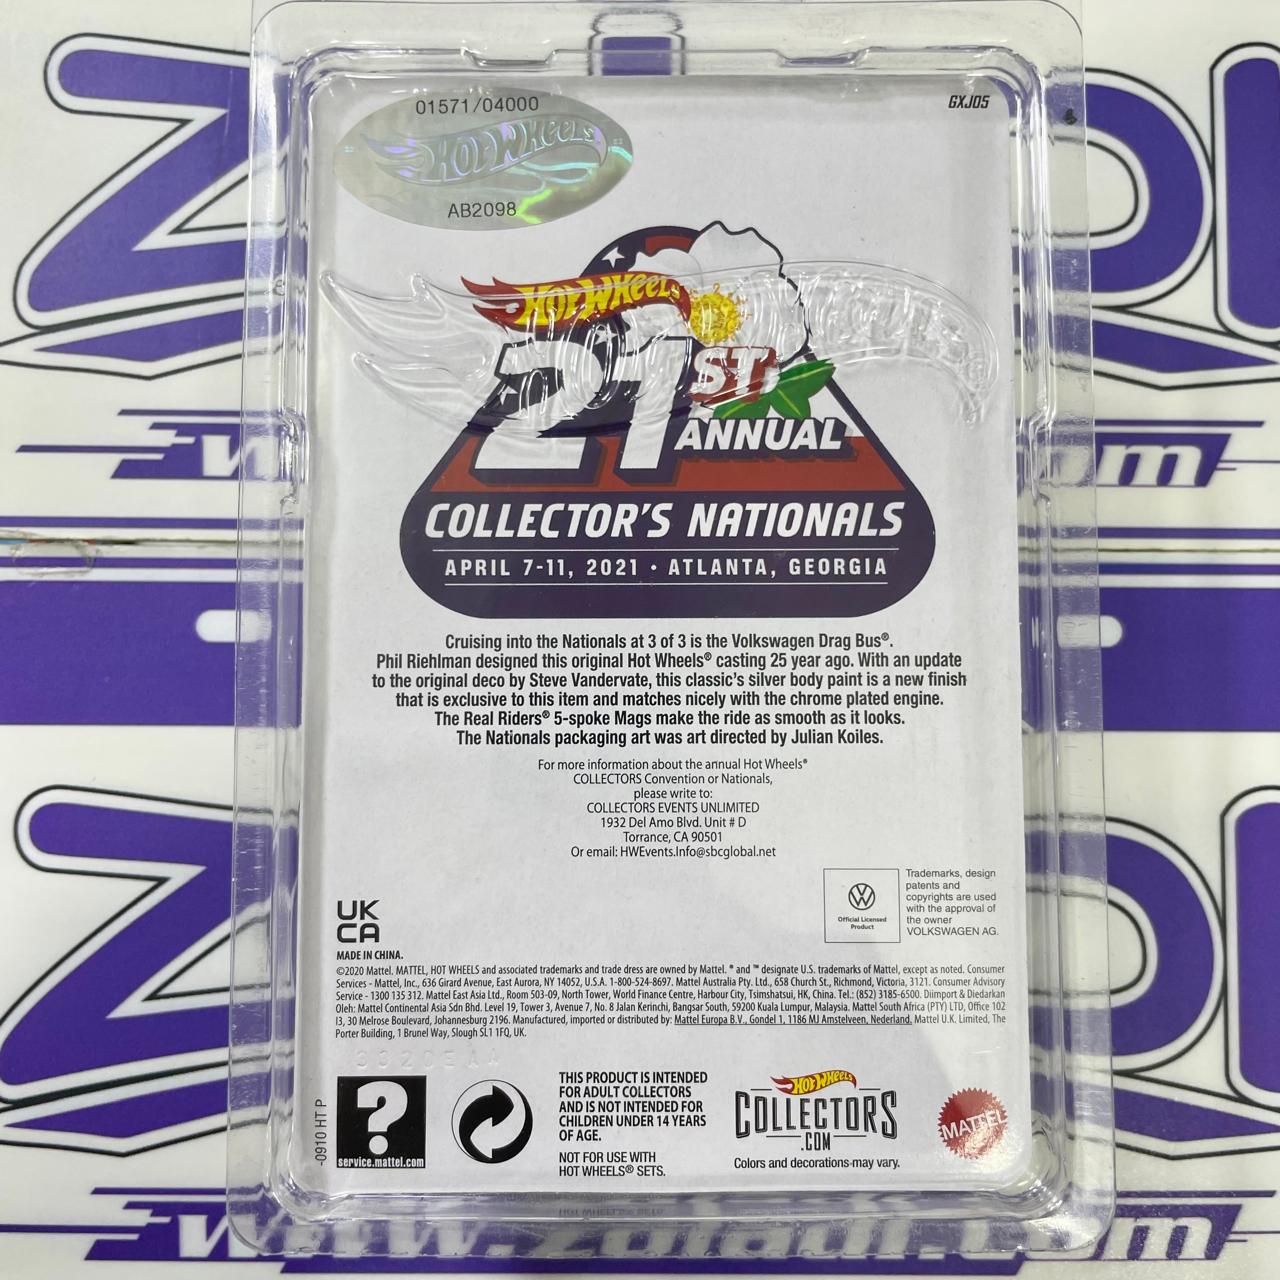 01571/04000
HOT WHEELS
AB2098
GXJ05
HOT WHEELS
21ST
ANNUAL
COLLECTOR'S NATIONALS
APRIL 7-11, 2021 • ATLANTA, GEORGIA
Cruising into the Nationals at 3 of 3 is the Volkswagen Drag Bus®.
Phil Riehlman designed this original Hot Wheels® casting 25 year ago. With an update
to the original deco by Steve Vandervate, this classic's silver body paint is a new finish
that is exclusive to this item and matches nicely with the chrome plated engine.
The Real Riders® 5-spoke Mags make the ride as smooth as it looks.
The Nationals packaging art was art directed by Julian Koiles.
For more information about the annual Hot Wheels®
COLLECTORS Convention or Nationals,
please write to:
COLLECTORS EVENTS UNLIMITED
1932 Del Amo Blvd. Unit # D
Torrance, CA 90501
Or email: HWEvents.Info@sbcglobal.net
Official Licensed
Product
Trademarks, design
patents and
copyrights are used
with the approval of
the owner
VOLKSWAGEN AG.
UK
CA
MADE IN CHINA.
©2020 Mattel. MATTEL, HOT WHEELS and associated trademarks and trade dress are owned by Mattel. ® and ™ designate U.S. trademarks of Mattel, except as noted. Consumer
Services - Mattel, Inc., 636 Girard Avenue, East Aurora, NY 14052, U.S.A. 1-800-524-8697. Mattel Australia Pty. Ltd., 658 Church St., Richmond, Victoria, 3121. Consumer Advisory
Service - 1300 135 312. Mattel East Asia Ltd., Room 503-09, North Tower, World Finance Centre, Harbour City, Tsimshatsui, HK, China. Tel.: (852) 3185-6500. Diimport & Diedarkan
Oleh: Mattel Continental Asia Sdn Bhd. Level 19, Tower 3, Avenue 7, No. 8 Jalan Kerinchi, Bangsar South, 59200 Kuala Lumpur, Malaysia. Mattel South Africa (PTY) LTD, Office 102
I3, 30 Melrose Boulevard, Johannesburg 2196. Manufactured, imported or distributed by: Mattel Europa B.V., Gondel 1, 1186 MJ Amstelveen, Nederland. Mattel U.K. Limited, The
Porter Building, 1 Brunel Way, Slough SL1 1FQ, UK.
-0910 HT P
?
service.mattel.com
THIS PRODUCT IS INTENDED
FOR ADULT COLLECTORS
AND IS NOT INTENDED FOR
CHILDREN UNDER 14 YEARS
OF AGE.
NOT FOR USE WITH
HOT WHEELS® SETS.
HOT WHEELS
COLLECTORS
.COM
Colors and decorations may vary.
MATTEL